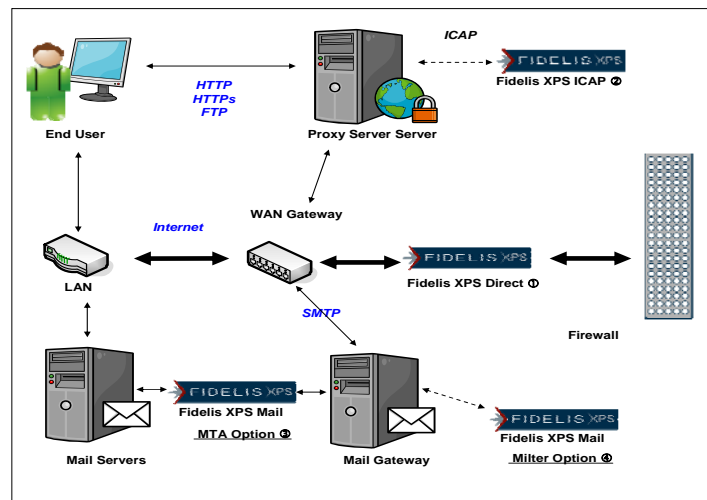 ICAP
FIDELIS XPS
Fidelis XPS ICAP ②
HTTP
HTTPs
FTP
End User
Proxy Server Server
WAN Gateway
Internet
LAN
FIDELIS XPS
Fidelis XPS Direct ①
SMTP
Firewall
FIDELIS XPS
Fidelis XPS Mail
MTA Option ③
Mail Servers
Mail Gateway
FIDELIS XPS
Fidelis XPS Mail
Milter Option ④